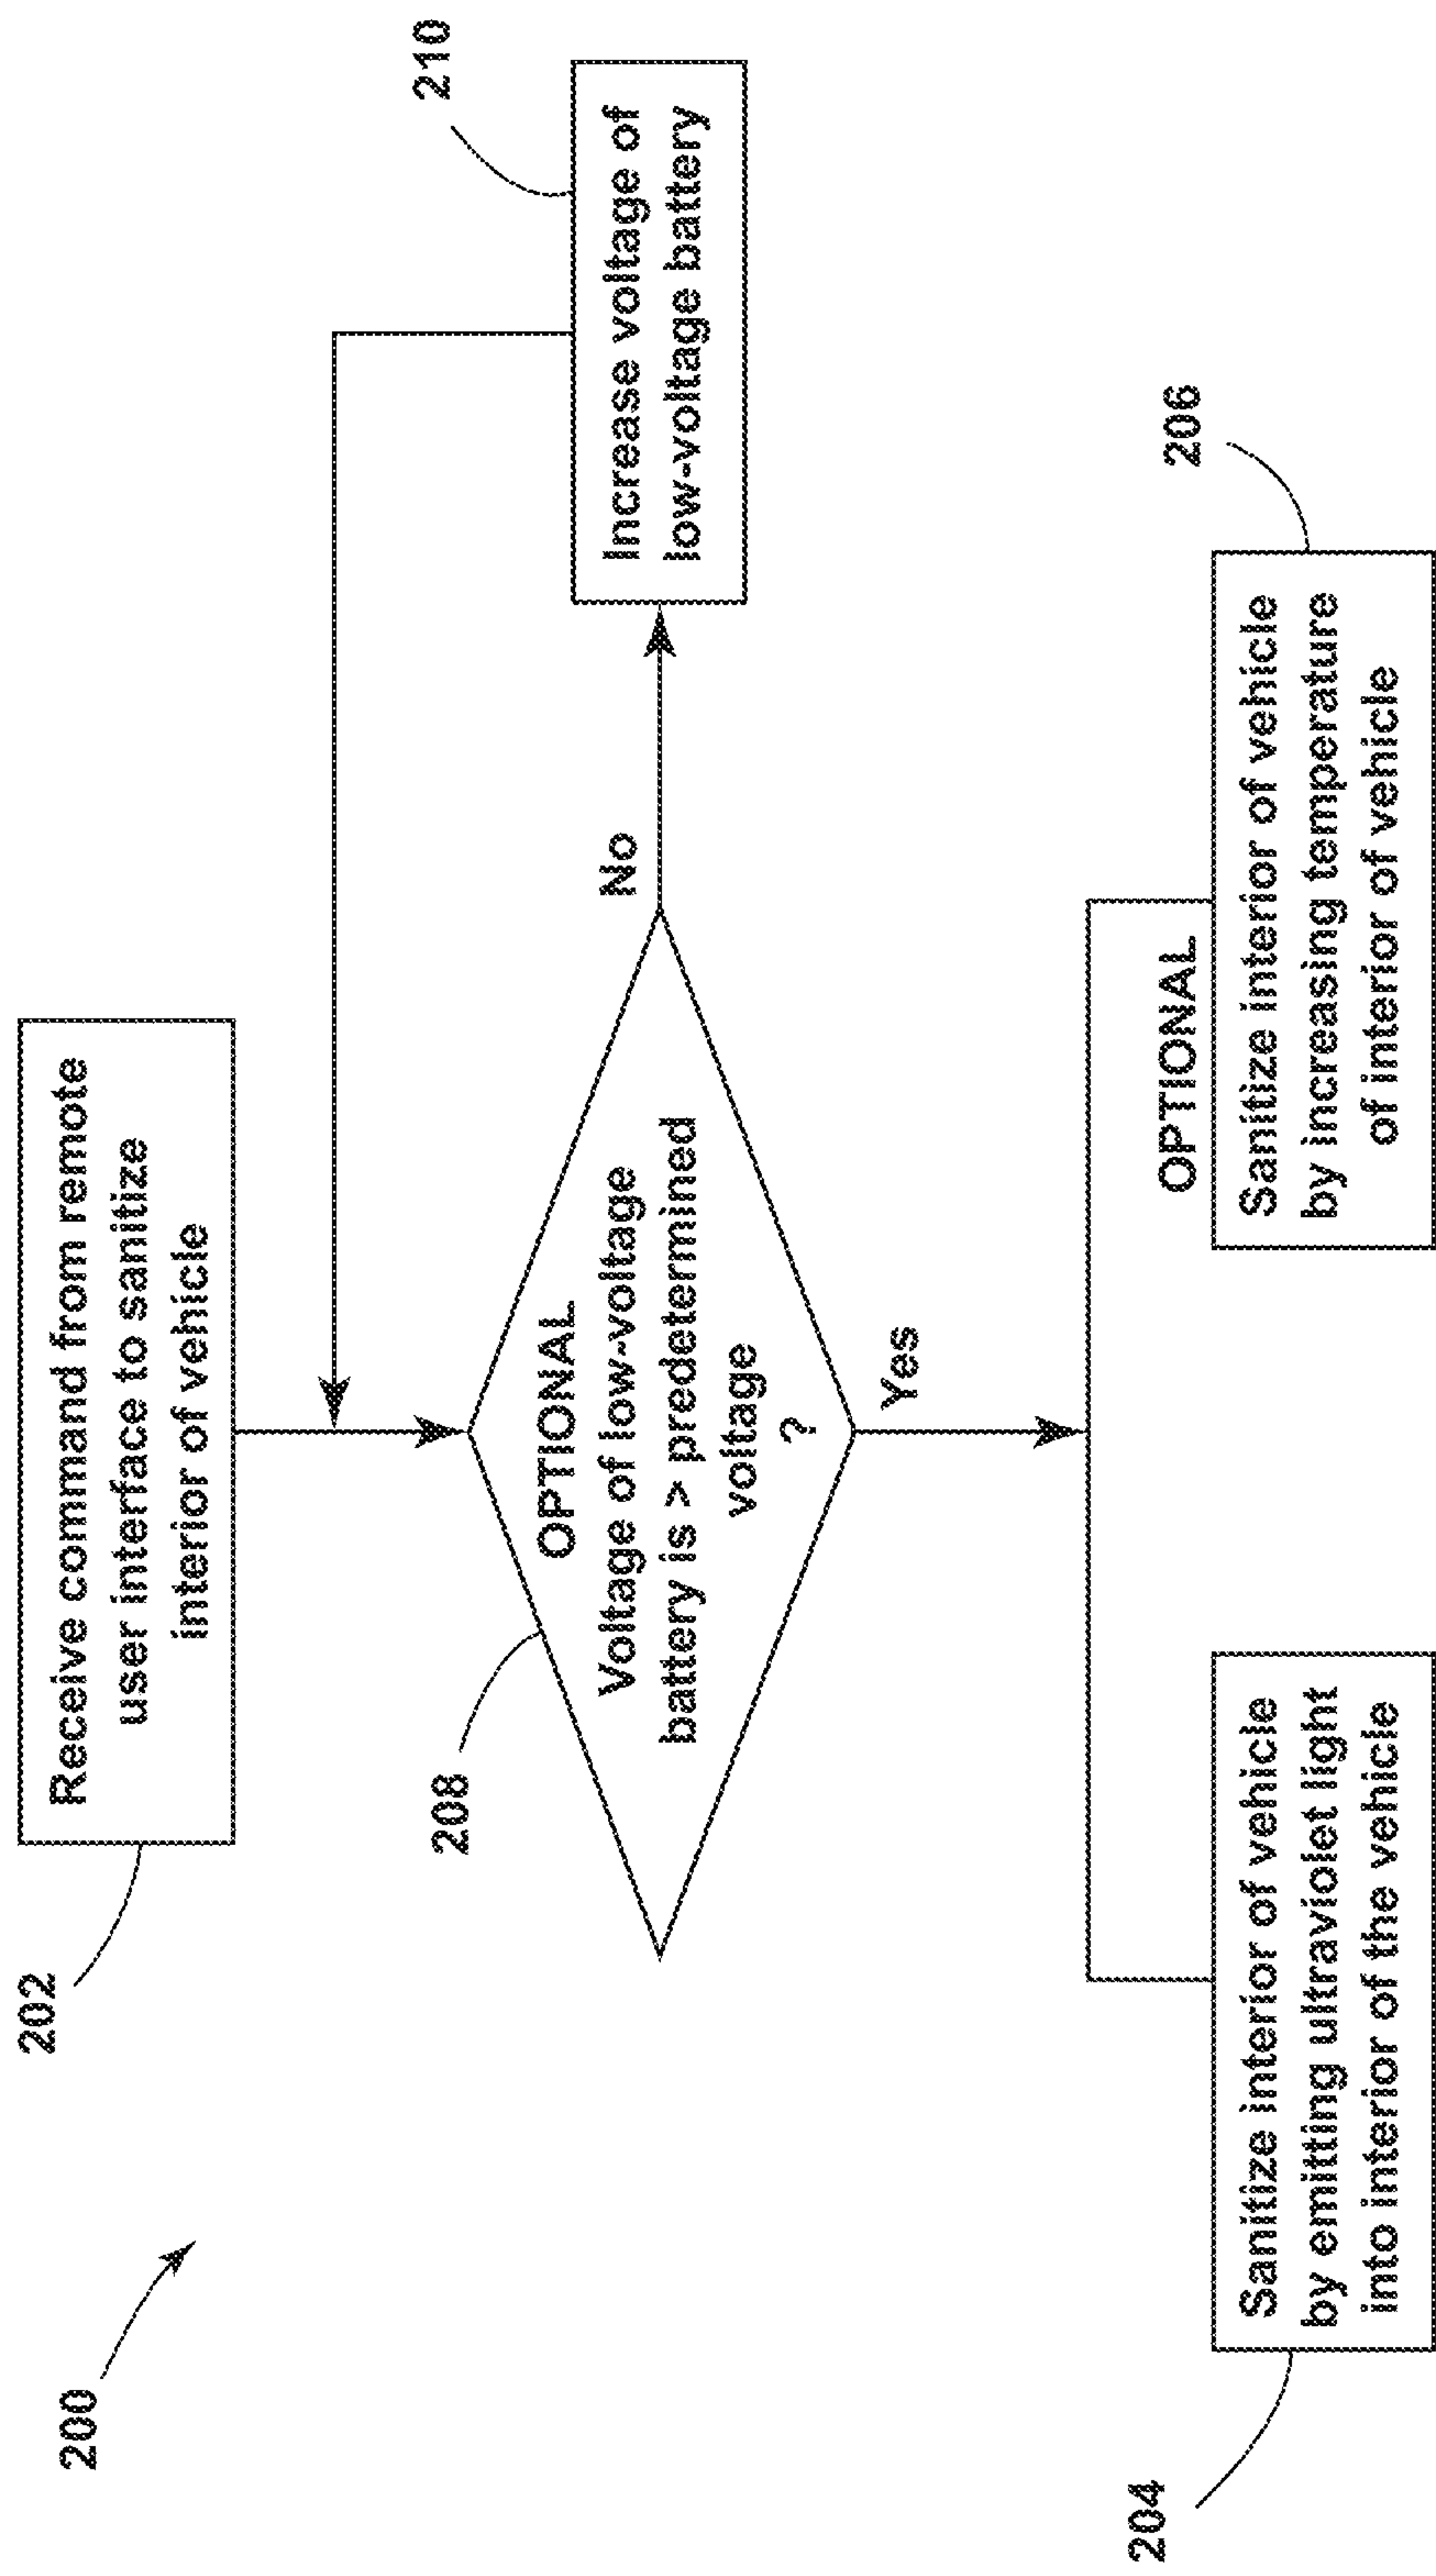 200
202
Receive command from remote
user interface to sanitize
interior of vehicle
208
OPTIONAL
Voltage of low-voltage
battery is > predetermined
voltage
?
No
210
Increase voltage of
low-voltage battery
Yes
204
Sanitize interior of vehicle
by emitting ultraviolet light
into interior of the vehicle
OPTIONAL
206
Sanitize interior of vehicle
by increasing temperature
of interior of vehicle